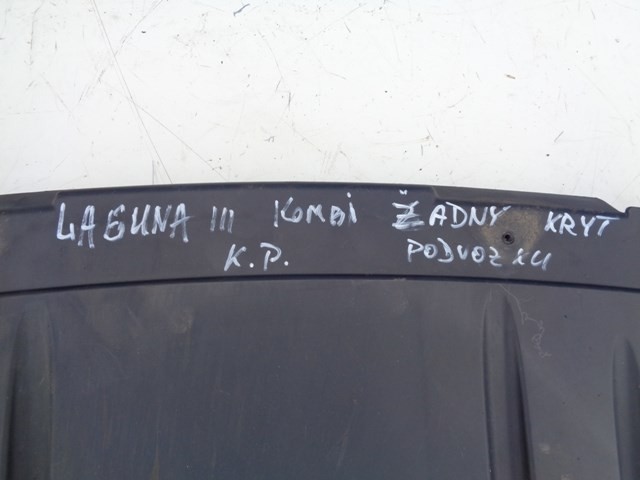 LAGUNA III KOMBI ŽADNY KRYT
K.P. PODVOZKU